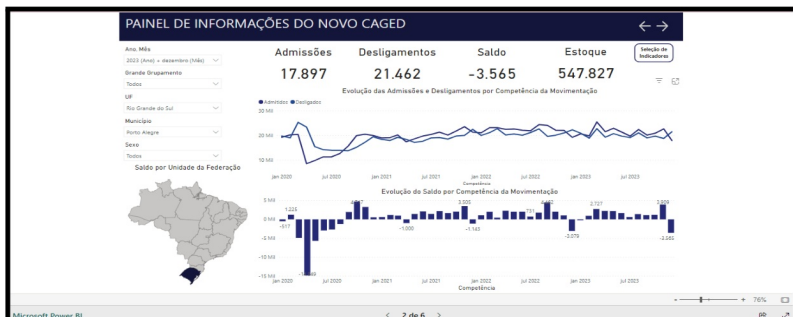 PAINEL DE INFORMAÇÕES DO NOVO CAGED
Ano, Mês
2023 (Ano) + dezembro (Mês)
Grande Grupamento
Todos
UF
Rio Grande do Sul
Município
Porto Alegre
Sexo
Todos
Saldo por Unidade da Federação
Admissões Desligamentos Saldo Estoque
17.897 21.462 -3.565 547.827
Seleção de Indicadores
Evolução das Admissões e Desligamentos por Competência da Movimentação
Admitidos Desligados
30 Mil
20 Mil
10 Mil
jan 2020 jul 2020 jan 2021 jul 2021 jan 2022 jul 2022 jan 2023 jul 2023
Competência
Evolução do Saldo por Competência da Movimentação
5 Mil
0 Mil
-5 Mil
-10 Mil
-15 Mil
1.225 3.505 2.727
-517 -1.000 -1.143 751 -3.076 -3.565
jan 2020 jul 2020 jan 2021 jul 2021 jan 2022 jul 2022 jan 2023 jul 2023
Competência
- + 76%
Microsoft Power BI
2 de 6